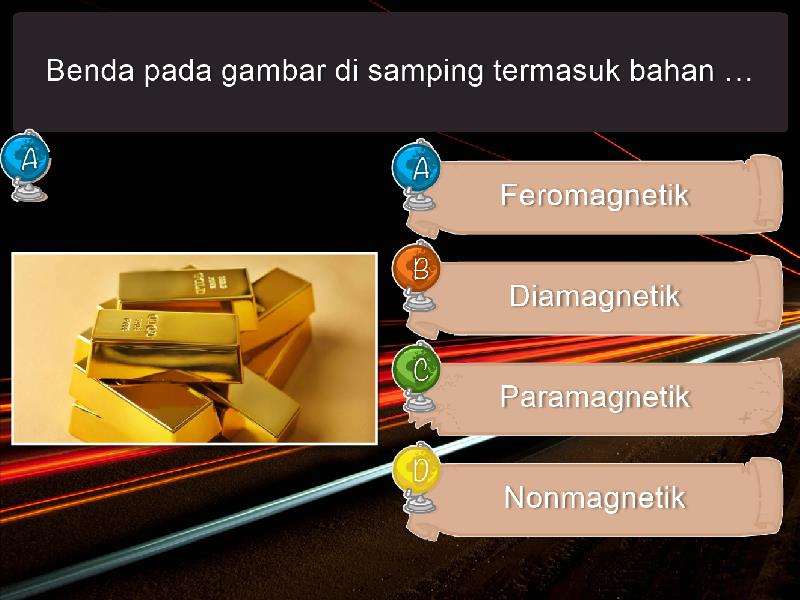 Benda pada gambar di samping termasuk bahan …
A
A
Feromagnetik
B
Diamagnetik
C
Paramagnetik
D
Nonmagnetik